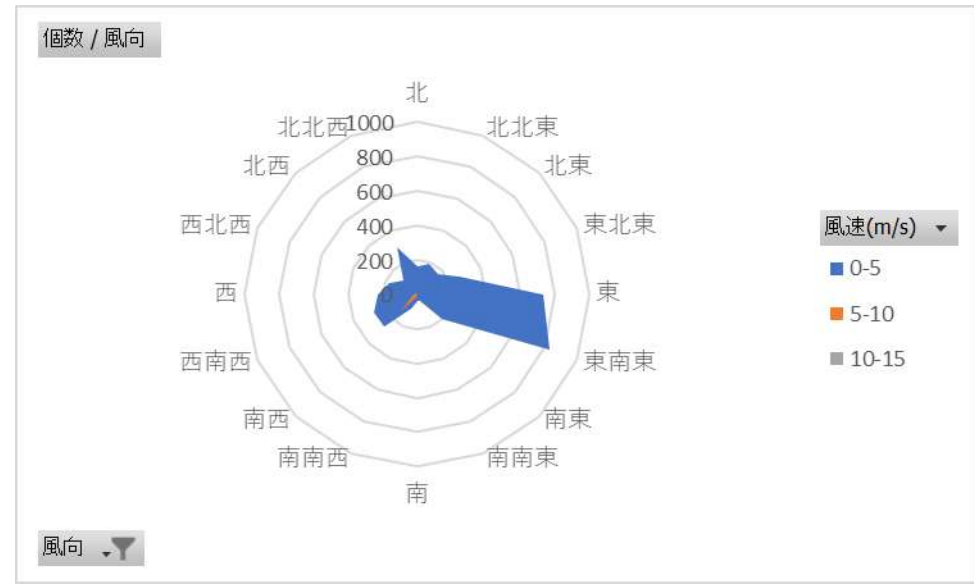 個数 / 風向
北
北北西
1000
北北東
北西
800
北東
600
西北西
400
東北東
風速(m/s)
200
0-5
西
0
東
5-10
西南西
東南東
10-15
南西
南東
南南西
南南東
南
風向